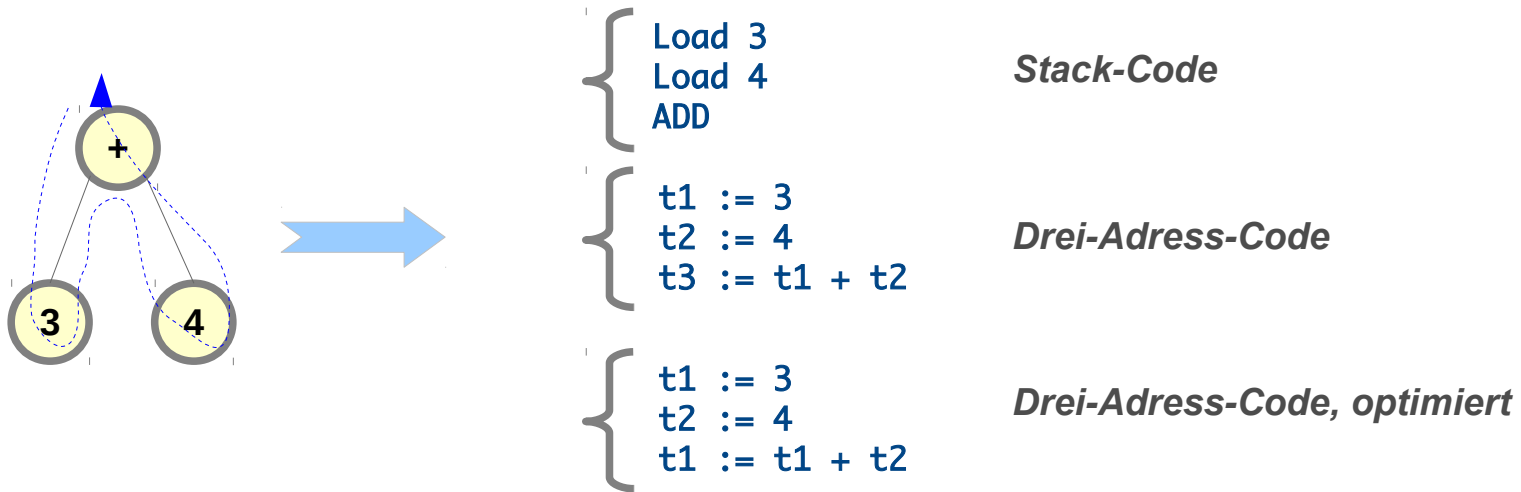 +
3
4
Load 3
Load 4
ADD
Stack-Code
t1 := 3
t2 := 4
t3 := t1 + t2
Drei-Adress-Code
t1 := 3
t2 := 4
t1 := t1 + t2
Drei-Adress-Code, optimiert